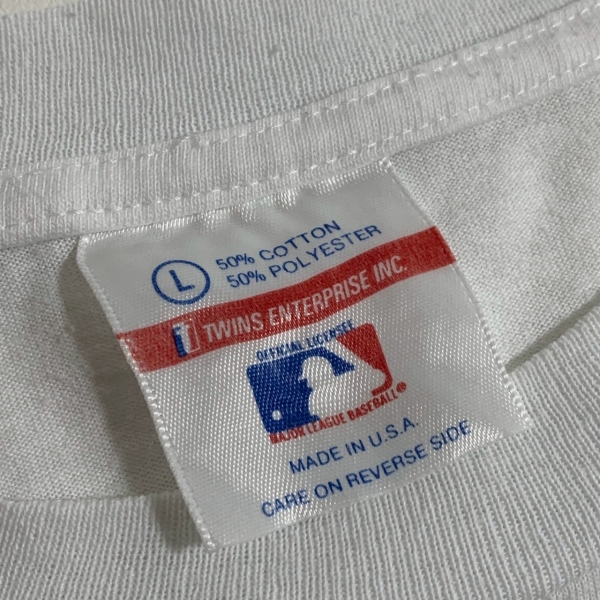 L
50% COTTON
50% POLYESTER
TWINS ENTERPRISE INC.
OFFICIAL LICENSEE
MAJOR LEAGUE BASEBALL®
MADE IN U.S.A.
CARE ON REVERSE SIDE